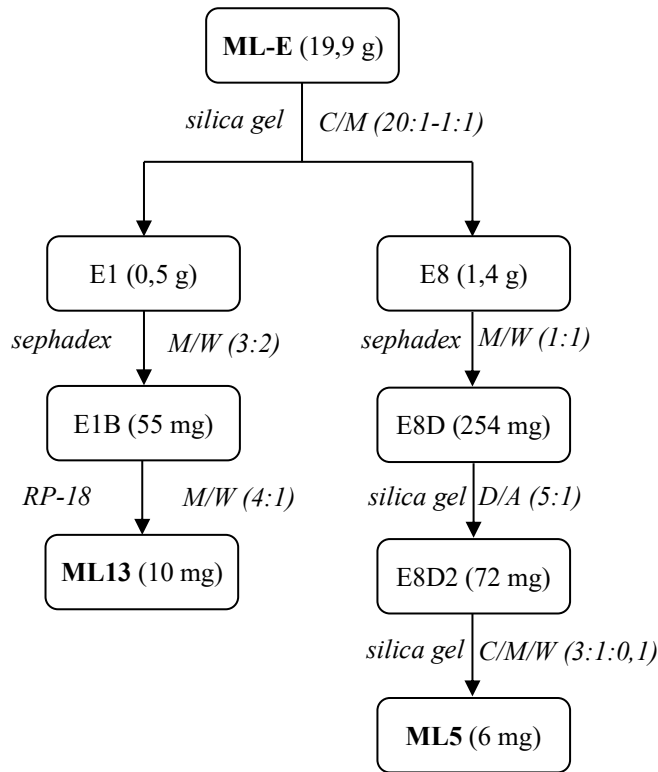 ML-E (19,9 g)
silica gel C/M (20:1-1:1)
E1 (0,5 g) E8 (1,4 g)
sephadex M/W (3:2) sephadex M/W (1:1)
E1B (55 mg) E8D (254 mg)
RP-18 M/W (4:1) silica gel D/A (5:1)
ML13 (10 mg) E8D2 (72 mg)
silica gel C/M/W (3:1:0,1)
ML5 (6 mg)